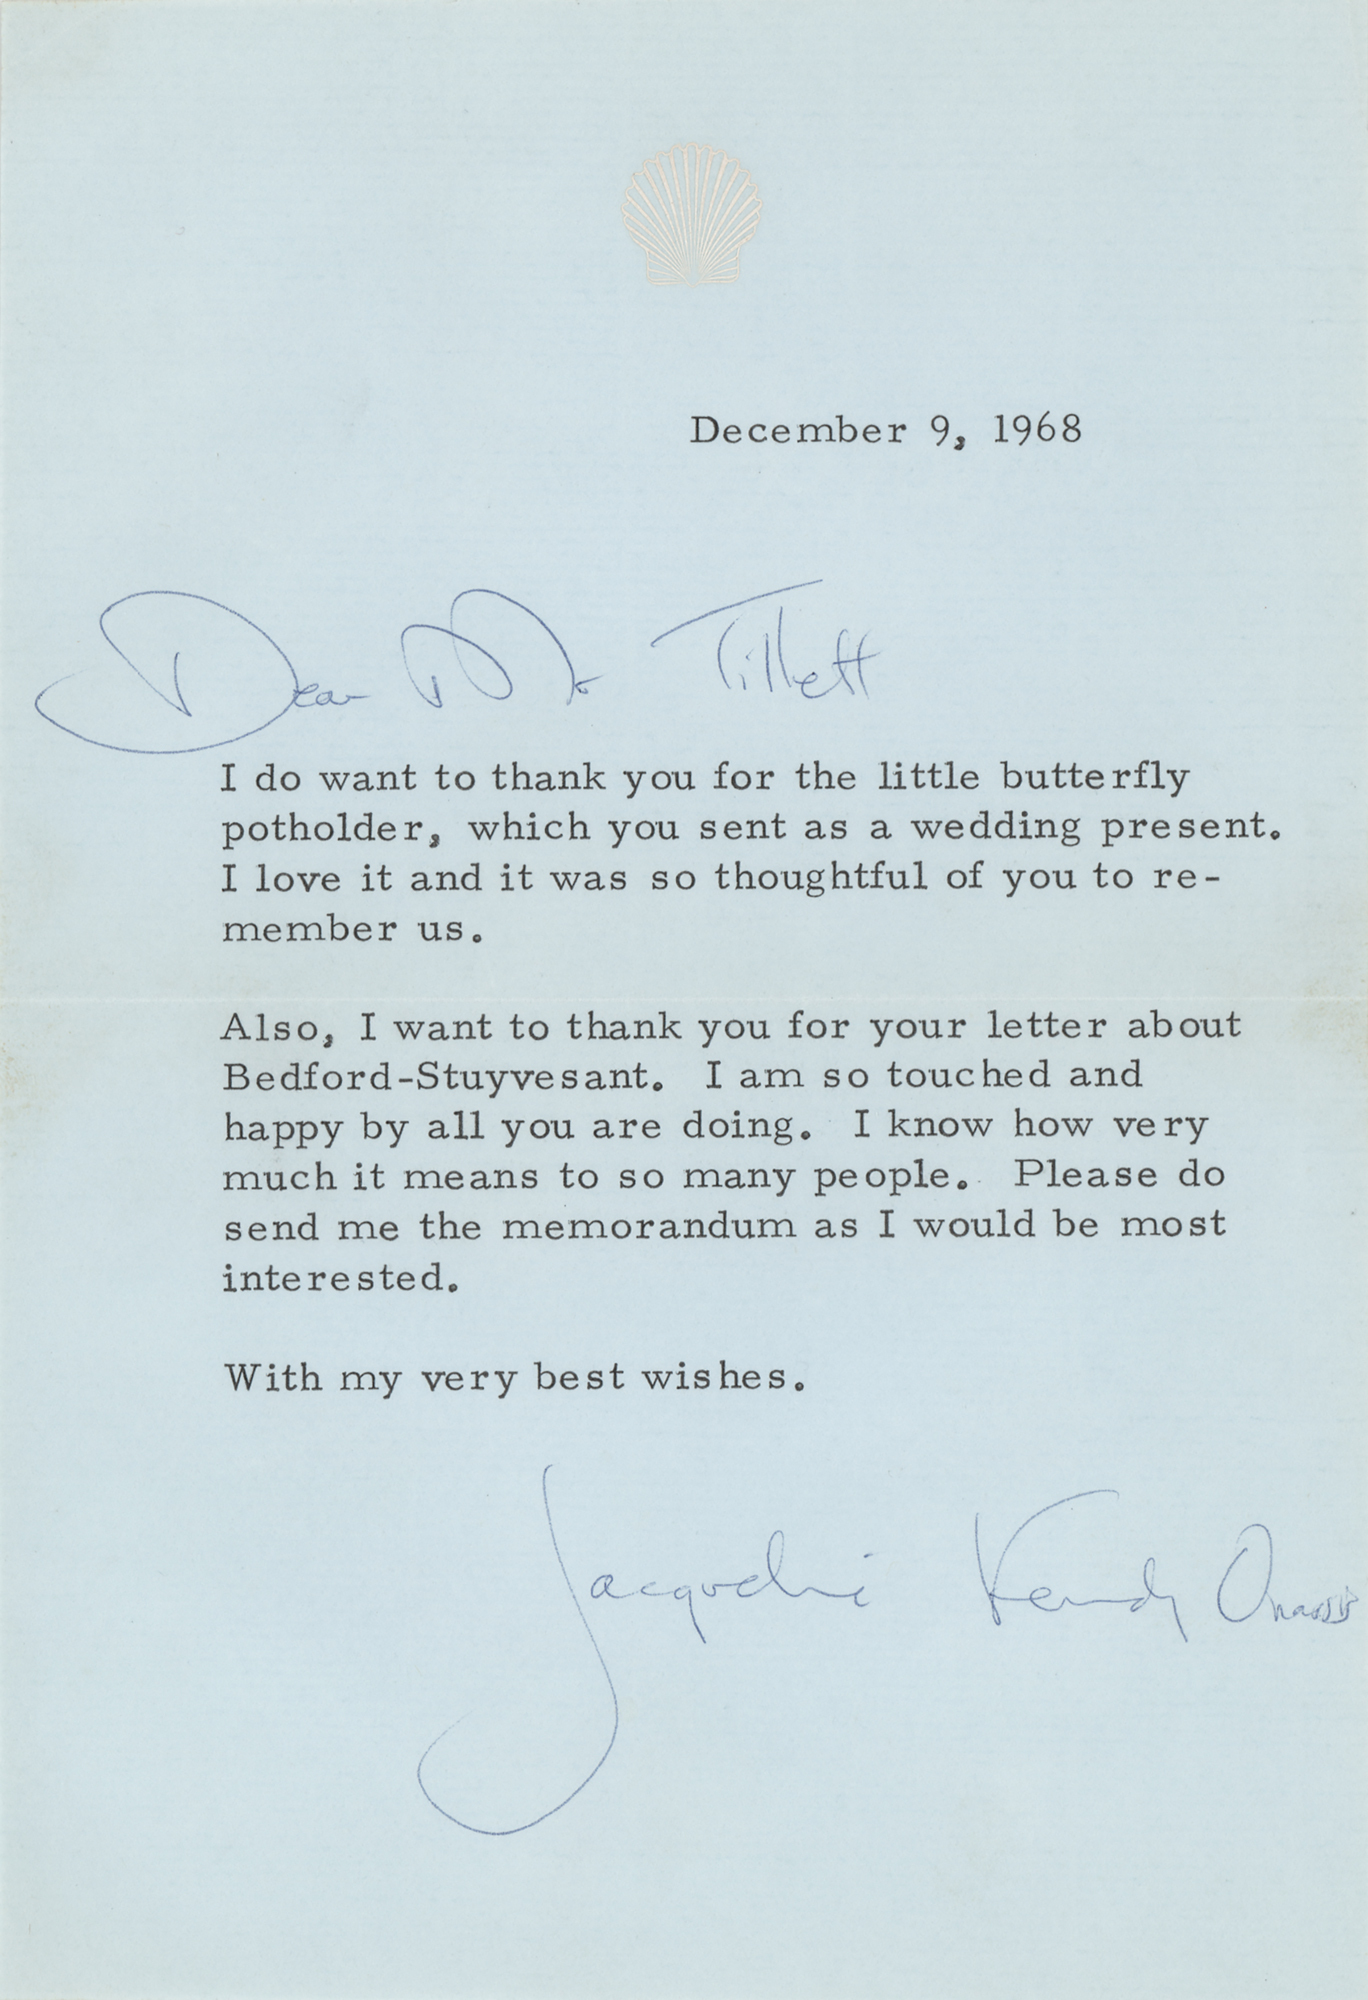 December 9, 1968
Dear Mr Tillett
I do want to thank you for the little butterfly
potholder, which you sent as a wedding present.
I love it and it was so thoughtful of you to re-
member us.
Also, I want to thank you for your letter about
Bedford-Stuyvesant. I am so touched and
happy by all you are doing. I know how very
much it means to so many people. Please do
send me the memorandum as I would be most
interested.
With my very best wishes.
Jacqueline Kennedy Onassis